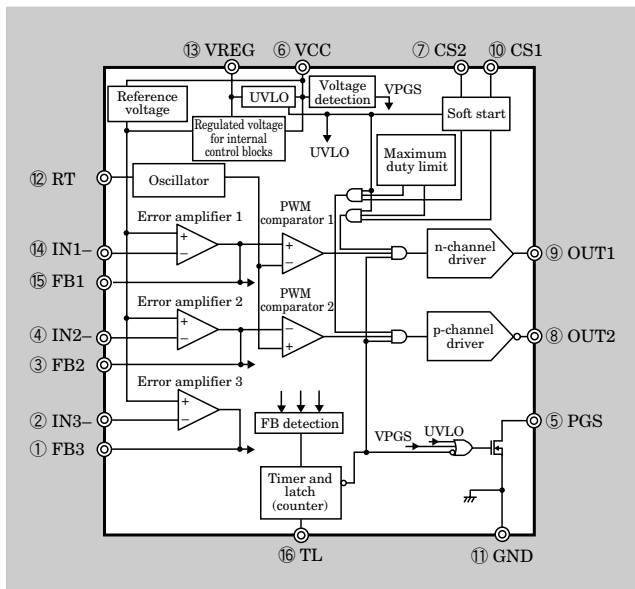 ⑬ VREG ⑥ VCC ⑦ CS2 ⑩ CS1
Reference
voltage
UVLO
Voltage
detection
VPGS
Soft start
Regulated voltage
for internal
control blocks
UVLO
Maximum
duty limit
⑫ RT
Oscillator
Error amplifier 1
PWM
comparator 1
⑭ IN1−
+
−
+
−
n-channel
driver
⑨ OUT1
⑮ FB1
Error amplifier 2
PWM
comparator 2
④ IN2−
+
−
−
+
p-channel
driver
⑧ OUT2
③ FB2
Error amplifier 3
② IN3−
+
−
① FB3
FB detection
VPGS
UVLO
⑤ PGS
Timer and
latch
(counter)
⑯ TL
⑪ GND